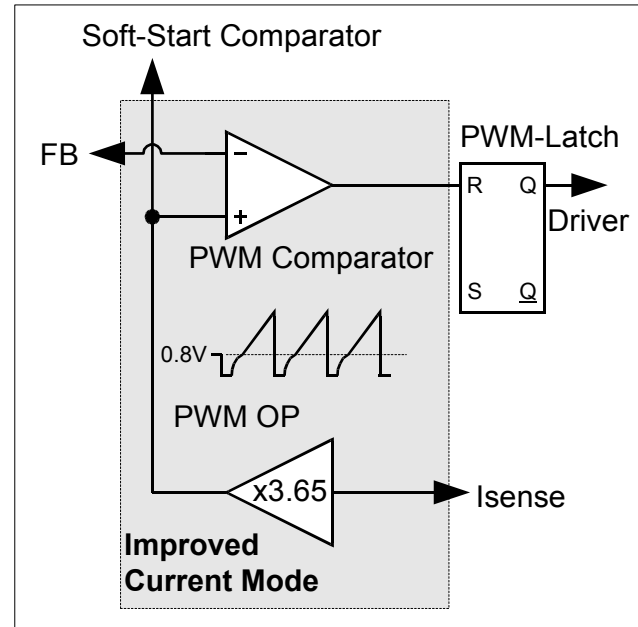 Soft-Start Comparator
FB
PWM-Latch
R Q
Driver
S Q
PWM Comparator
0.8V
PWM OP
x3.65
Isense
Improved
Current Mode